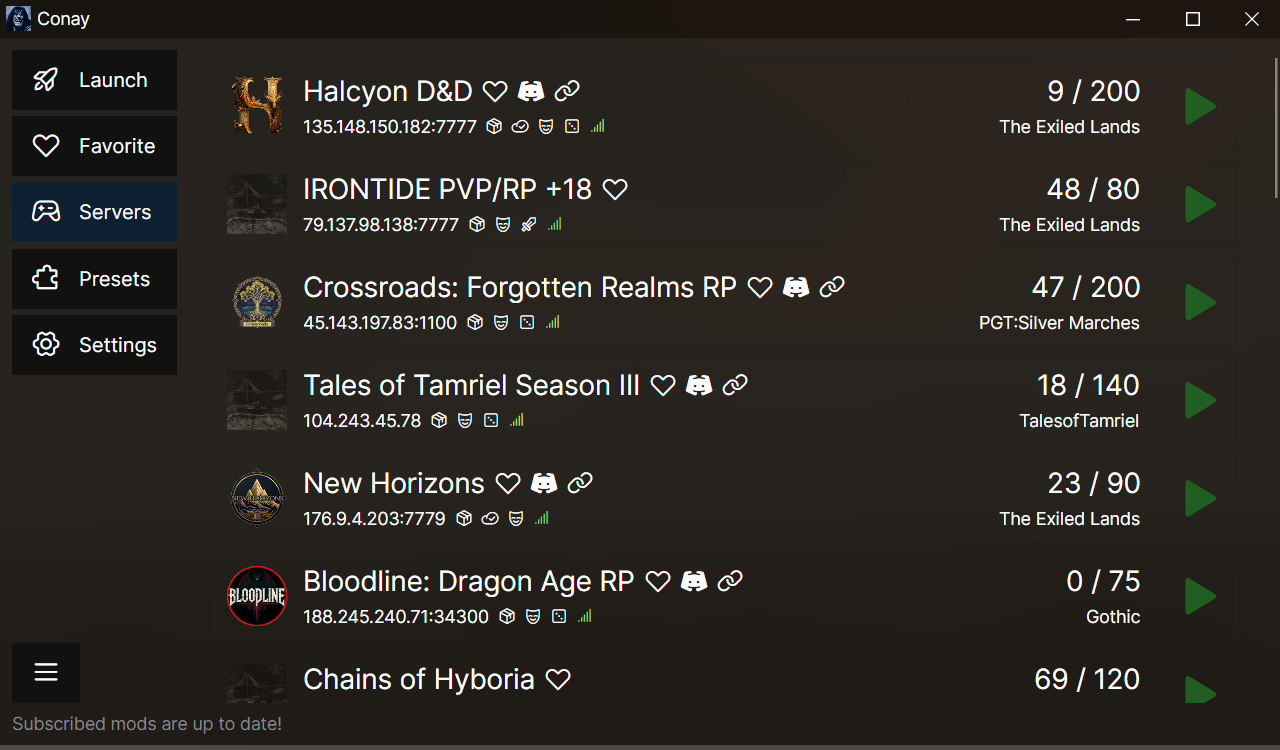 Conay
Launch
Favorite
Servers
Presets
Settings
Halcyon D&D
9 / 200
135.148.150.182:7777
The Exiled Lands
IRONTIDE PVP/RP +18
48 / 80
79.137.98.138:7777
The Exiled Lands
Crossroads: Forgotten Realms RP
47 / 200
45.143.197.83:1100
PGT:Silver Marches
Tales of Tamriel Season III
18 / 140
104.243.45.78
TalesofTamriel
NEW HORIZONS
New Horizons
23 / 90
176.9.4.203:7779
The Exiled Lands
BLOODLINE
Bloodline: Dragon Age RP
0 / 75
188.245.240.71:34300
Gothic
Chains of Hyboria
69 / 120
Subscribed mods are up to date!